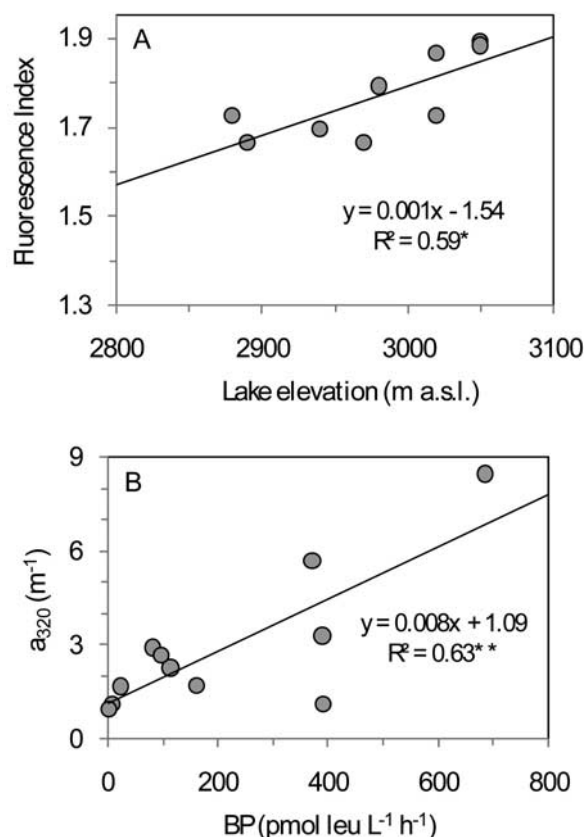 A
1.9
1.7
1.5
1.3
Fluorescence Index
y = 0.001x - 1.54
R² = 0.59*
2800 2900 3000 3100
Lake elevation (m a.s.l.)
B
9
6
3
0
a₃₂₀ (m⁻¹)
y = 0.008x + 1.09
R² = 0.63**
0 200 400 600 800
BP (pmol leu L⁻¹ h⁻¹)